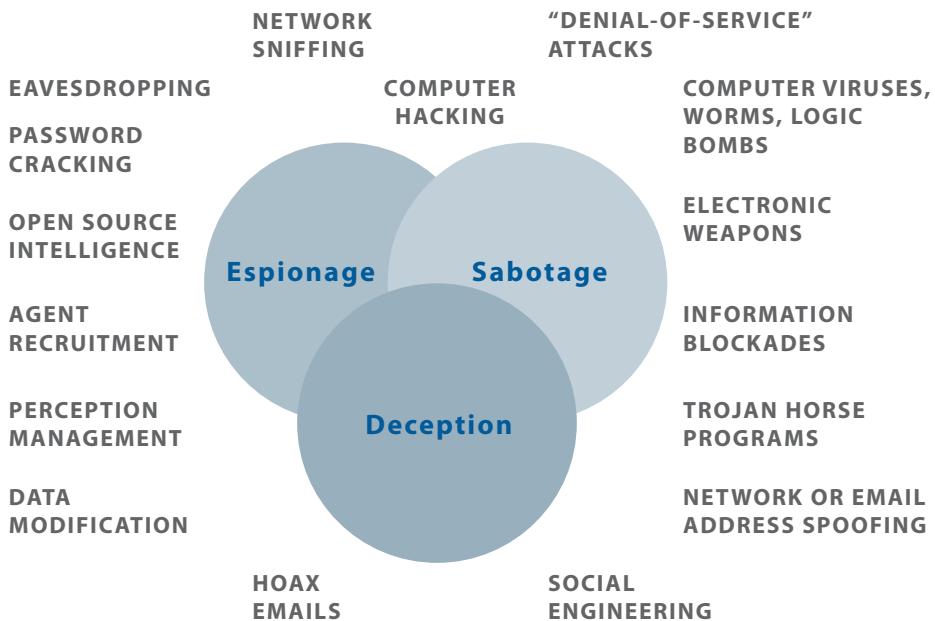 NETWORK
SNIFFING
“DENIAL-OF-SERVICE”
ATTACKS
EAVESDROPPING
COMPUTER
HACKING
COMPUTER VIRUSES,
WORMS, LOGIC
BOMBS
PASSWORD
CRACKING
OPEN SOURCE
INTELLIGENCE
ELECTRONIC
WEAPONS
Espionage
Sabotage
AGENT
RECRUITMENT
INFORMATION
BLOCKADES
PERCEPTION
MANAGEMENT
Deception
TROJAN HORSE
PROGRAMS
DATA
MODIFICATION
NETWORK OR EMAIL
ADDRESS SPOOFING
HOAX
EMAILS
SOCIAL
ENGINEERING